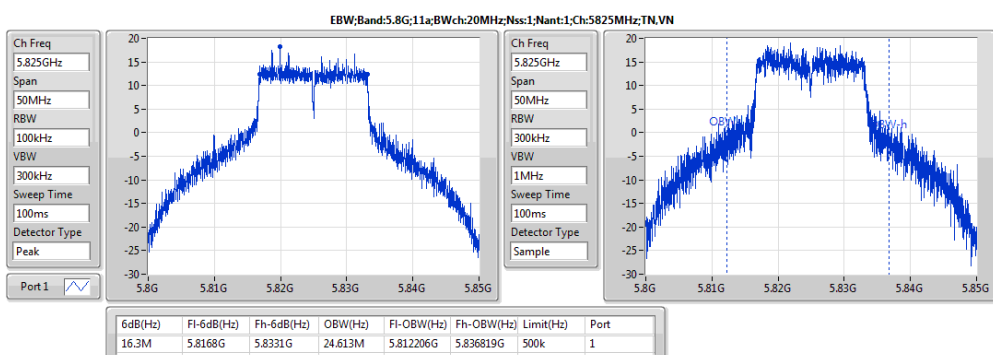 EBW;Band:5.8G;11a;BWch:20MHz;Nss:1;Nant:1;Ch:5825MHz;TN,VN
Ch Freq
5.825GHz
Span
50MHz
RBW
100kHz
VBW
300kHz
Sweep Time
100ms
Detector Type
Peak
Port 1
20
15
10
5
0
-5
-10
-15
-20
-25
-30
5.8G 5.81G 5.82G 5.83G 5.84G 5.85G
Ch Freq
5.825GHz
Span
50MHz
RBW
300kHz
VBW
1MHz
Sweep Time
100ms
Detector Type
Sample
20
15
10
5
0
-5
-10
-15
-20
-25
-30
5.8G 5.81G 5.82G 5.83G 5.84G 5.85G
6dB(Hz) Fl-6dB(Hz) Fh-6dB(Hz) OBW(Hz) Fl-OBW(Hz) Fh-OBW(Hz) Limit(Hz) Port
16.3M 5.8168G 5.8331G 24.613M 5.812206G 5.836819G 500k 1